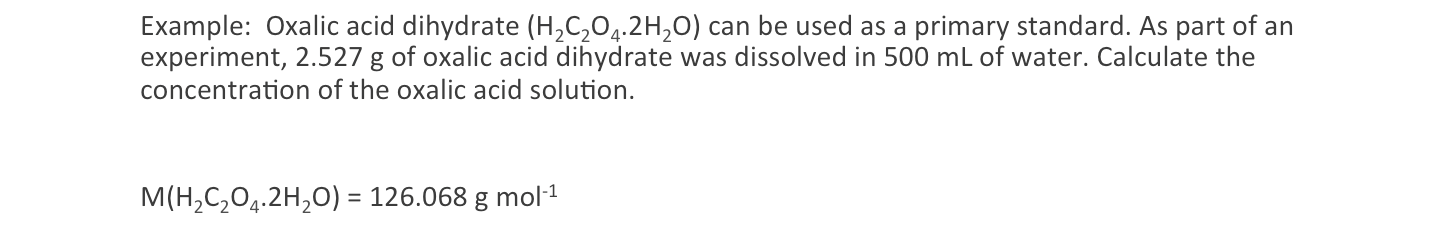 Example:  Oxalic acid dihydrate (H₂C₂O₄.2H₂O) can be used as a primary standard. As part of an
experiment, 2.527 g of oxalic acid dihydrate was dissolved in 500 mL of water. Calculate the
concentration of the oxalic acid solution.
M(H₂C₂O₄.2H₂O) = 126.068 g mol⁻¹